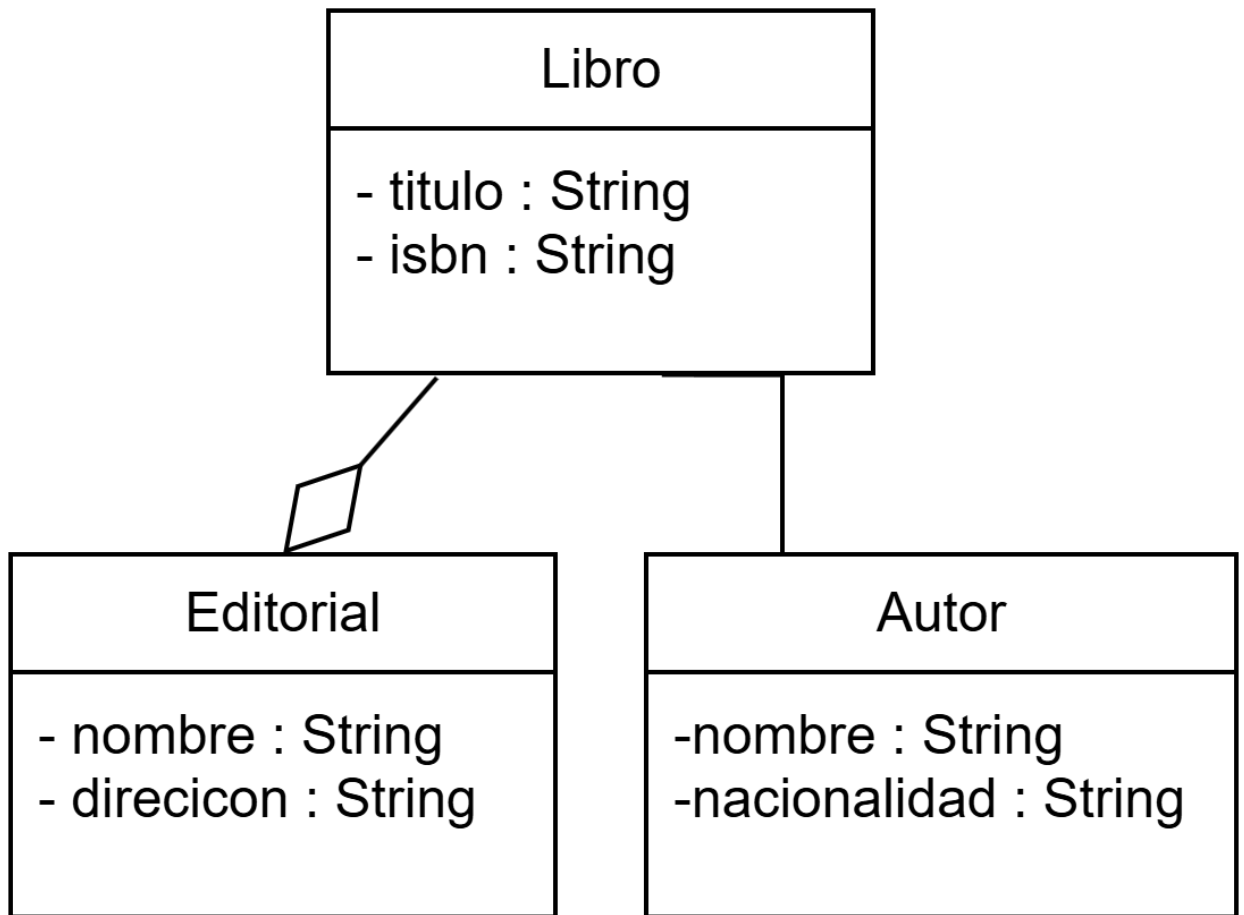 Libro
- titulo : String
- isbn : String
Editorial
- nombre : String
- direcicon : String
Autor
-nombre : String
-nacionalidad : String